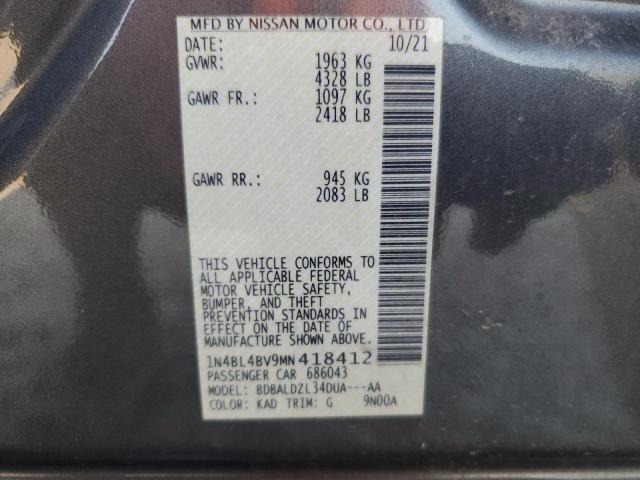 MFD BY NISSAN MOTOR CO., LTD
DATE: 10/21
GVWR: 1963 KG
4328 LB
GAWR FR.: 1097 KG
2418 LB
GAWR RR.: 945 KG
2083 LB
THIS VEHICLE CONFORMS TO
ALL APPLICABLE FEDERAL
MOTOR VEHICLE SAFETY,
BUMPER, AND THEFT
PREVENTION STANDARDS IN
EFFECT ON THE DATE OF
MANUFACTURE SHOWN ABOVE.
1N4BL4BV9MN418412
PASSENGER CAR 686043
MODEL: BDBALDZL34DUA---AA
COLOR: KAD TRIM: G 9N00A